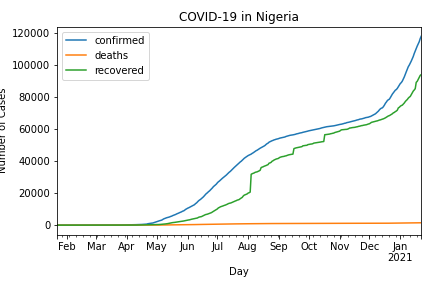 COVID-19 in Nigeria
confirmed
deaths
recovered
120000
100000
80000
60000
40000
20000
0
Number of Cases
Feb Mar Apr May Jun Jul Aug Sep Oct Nov Dec Jan
2021
Day